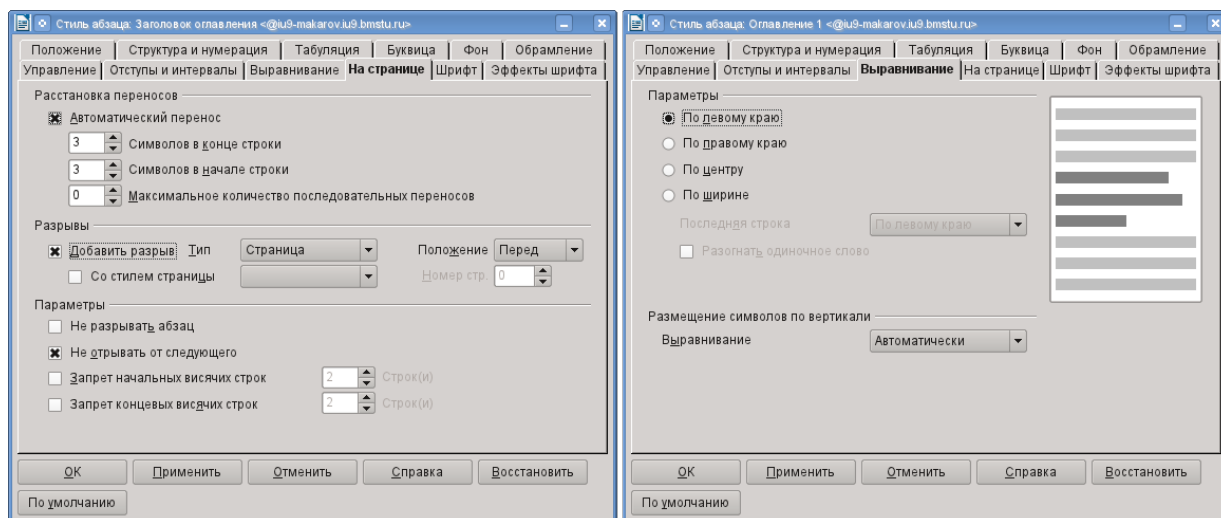 Стиль абзаца: Заголовок оглавления <@iu9-makarov.iu9.bmstu.ru>
Положение Структура и нумерация Табуляция Буквица Фон Обрамление
Управление Отступы и интервалы Выравнивание На странице Шрифт Эффекты шрифта
Расстановка переносов
Автоматический перенос
3 Символов в конце строки
3 Символов в начале строки
0 Максимальное количество последовательных переносов
Разрывы
Добавить разрыв Тип Страница Положение Перед
Со стилем страницы Номер стр. 0
Параметры
Не разрывать абзац
Не отрывать от следующего
Запрет начальных висячих строк 2 Строк(и)
Запрет концевых висячих строк 2 Строк(и)
OK Применить Отменить Справка Восстановить
По умолчанию
Стиль абзаца: Оглавление 1 <@iu9-makarov.iu9.bmstu.ru>
Положение Структура и нумерация Табуляция Буквица Фон Обрамление
Управление Отступы и интервалы Выравнивание На странице Шрифт Эффекты шрифта
Параметры
По левому краю
По правому краю
По центру
По ширине
Последняя строка По левому краю
Разогнать одиночное слово
Размещение символов по вертикали
Выравнивание Автоматически
OK Применить Отменить Справка Восстановить
По умолчанию